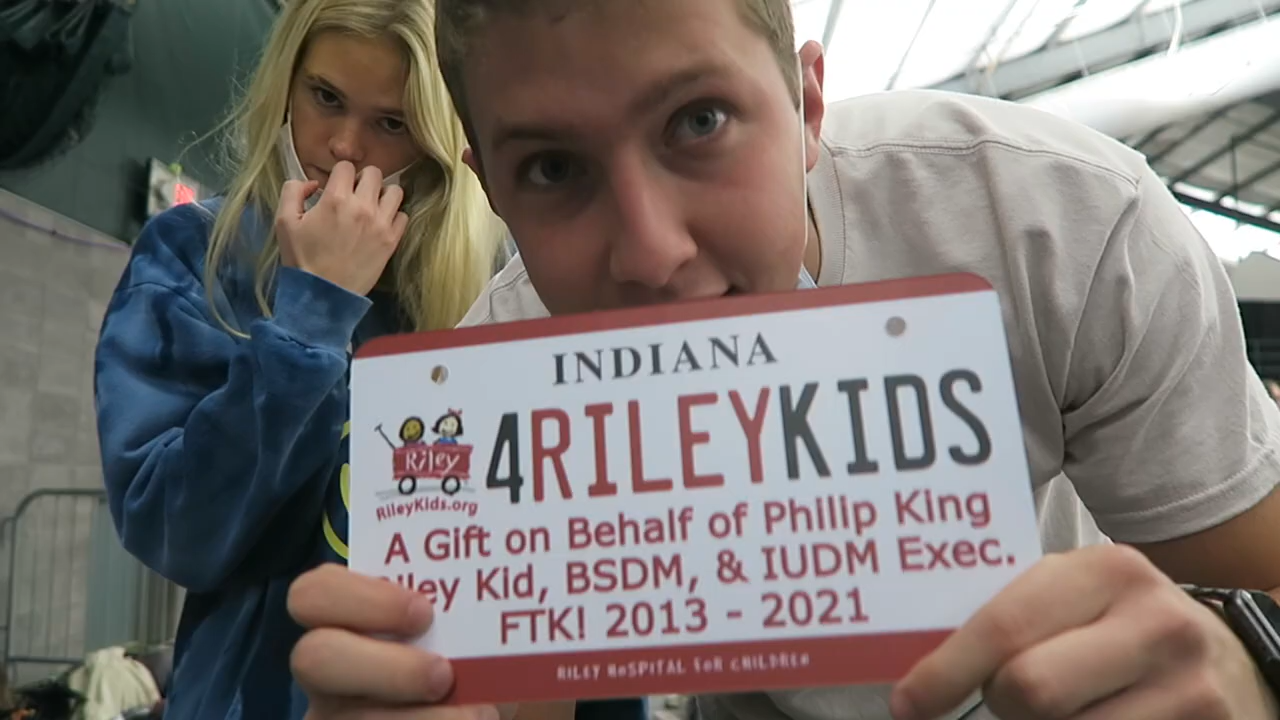 INDIANA
Riley
4RILEYKIDS
RileyKids.org
A Gift on Behalf of Philip King
iley Kid, BSDM, & IUDM Exec.
FTK! 2013 - 2021
RILEY HOSPITAL FOR CHILDREN